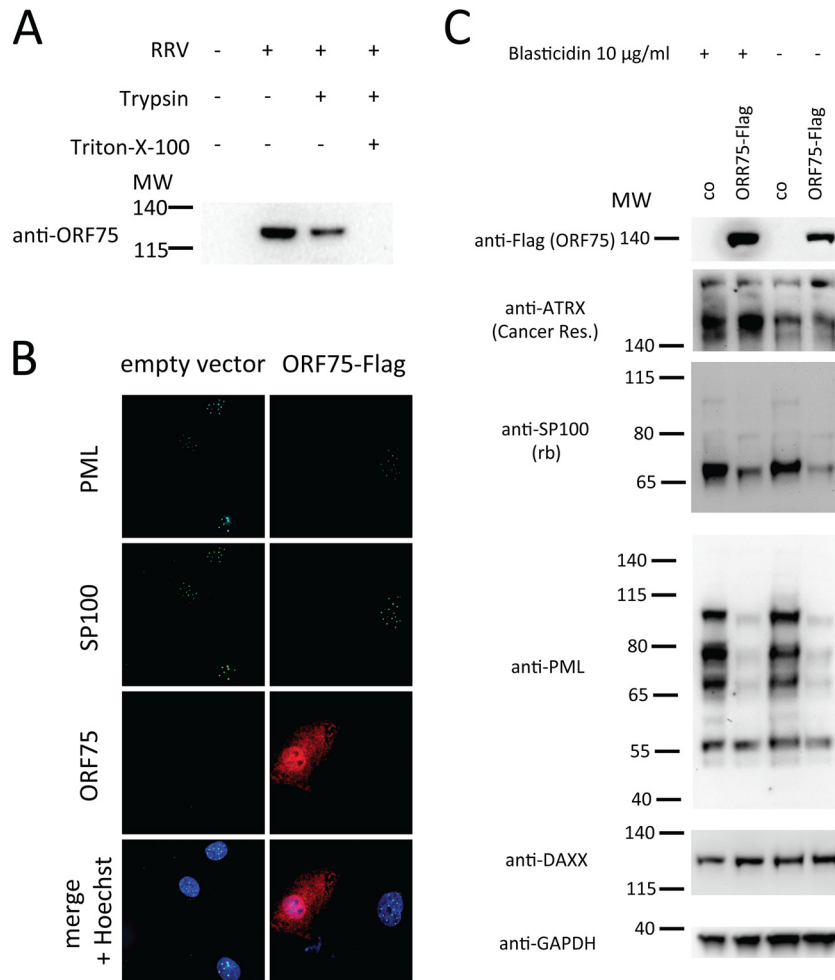 A
RRV - + + +
Trypsin - - + +
Triton-X-100 - - - +
MW
140
anti-ORF75
115
B
empty vector ORF75-Flag
PML
SP100
ORF75
merge
+ Hoechst
C
Blasticidin 10 µg/ml + + - -
co ORR75-Flag co ORF75-Flag
MW
anti-Flag (ORF75) 140
anti-ATRX
(Cancer Res.)
140
115
anti-SP100
(rb)
80
65
140
115
anti-PML
80
65
55
40
140
anti-DAXX
115
40
anti-GAPDH